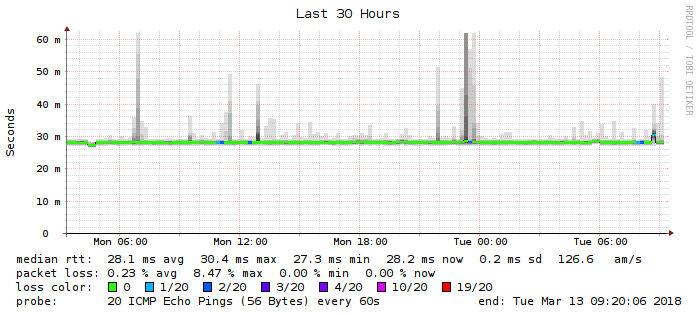 Last 30 Hours
RRDTOOL / TOBI OETIKER
Seconds
60 m
50 m
40 m
30 m
20 m
10 m
0
Mon 06:00 Mon 12:00 Mon 18:00 Tue 00:00 Tue 06:00
median rtt: 28.1 ms avg 30.4 ms max 27.3 ms min 28.2 ms now 0.2 ms sd 126.6 am/s
packet loss: 0.23 % avg 8.47 % max 0.00 % min 0.00 % now
loss color: 0 1/20 2/20 3/20 4/20 10/20 19/20
probe: 20 ICMP Echo Pings (56 Bytes) every 60s end: Tue Mar 13 09:20:06 2018